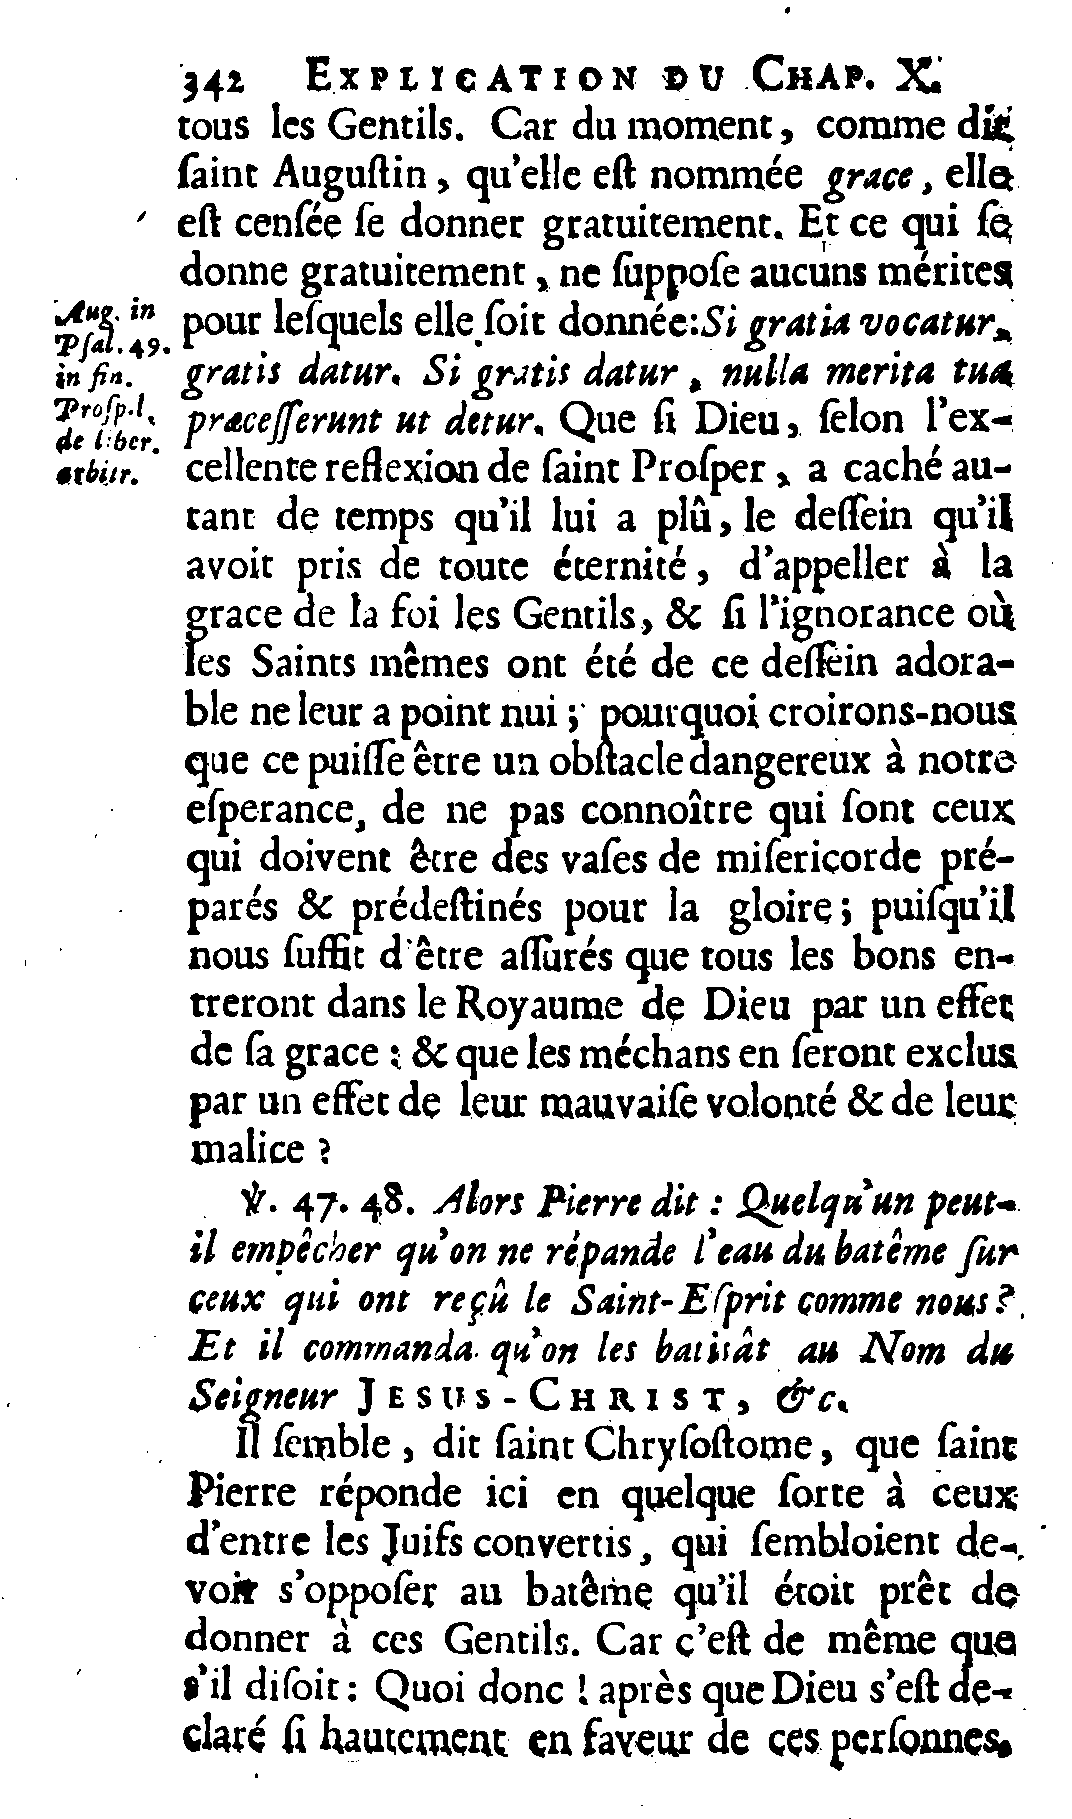 342 EXPLICATION DU CHAP. X.
tous les Gentils. Car du moment, comme dit
ſaint Auguſtin, qu'elle eſt nommée grace, elle
eſt cenſée ſe donner gratuitement. Et ce qui ſe
donne gratuitement, ne ſuppoſe aucuns mérites
pour leſquels elle ſoit donnée: Si gratia vocatur,
gratis datur. Si gratis datur, nulla merita tua
præceſſerunt ut detur. Que ſi Dieu, ſelon l'ex-
cellente reflexion de ſaint Proſper, a caché au-
tant de temps qu'il lui a plû, le deſſein qu'il
avoit pris de toute éternité, d'appeller à la
grace de la foi les Gentils, & ſi l'ignorance où
les Saints mêmes ont été de ce deſſein adora-
ble ne leur a point nui; pourquoi croirons-nous
que ce puiſſe être un obſtacle dangereux à notre
eſperance, de ne pas connoître qui ſont ceux
qui doivent être des vaſes de miſericorde pré-
parés & prédeſtinés pour la gloire; puiſqu'il
nous ſuffit d'être aſſurés que tous les bons en-
treront dans le Royaume de Dieu par un effet
de ſa grace: & que les méchans en ſeront exclus
par un effet de leur mauvaiſe volonté & de leur
malice?
℣. 47. 48. Alors Pierre dit: Quelqu'un peut-
il empêcher qu'on ne répande l'eau du batême ſur
ceux qui ont reçû le Saint-Eſprit comme nous?
Et il commanda qu'on les batisât au Nom du
Seigneur JESUS-CHRIST, &c.
Il ſemble, dit ſaint Chryſoſtome, que ſaint
Pierre réponde ici en quelque ſorte à ceux
d'entre les Juifs convertis, qui ſembloient de-
voir s'oppoſer au batême qu'il étoit prêt de
donner à ces Gentils. Car c'eſt de même que
s'il diſoit: Quoi donc! après que Dieu s'eſt de-
claré ſi hautement en faveur de ces perſonnes,
Aug. in
Pſal. 49.
in fin.
Proſp. l.
de liber.
arbitr.